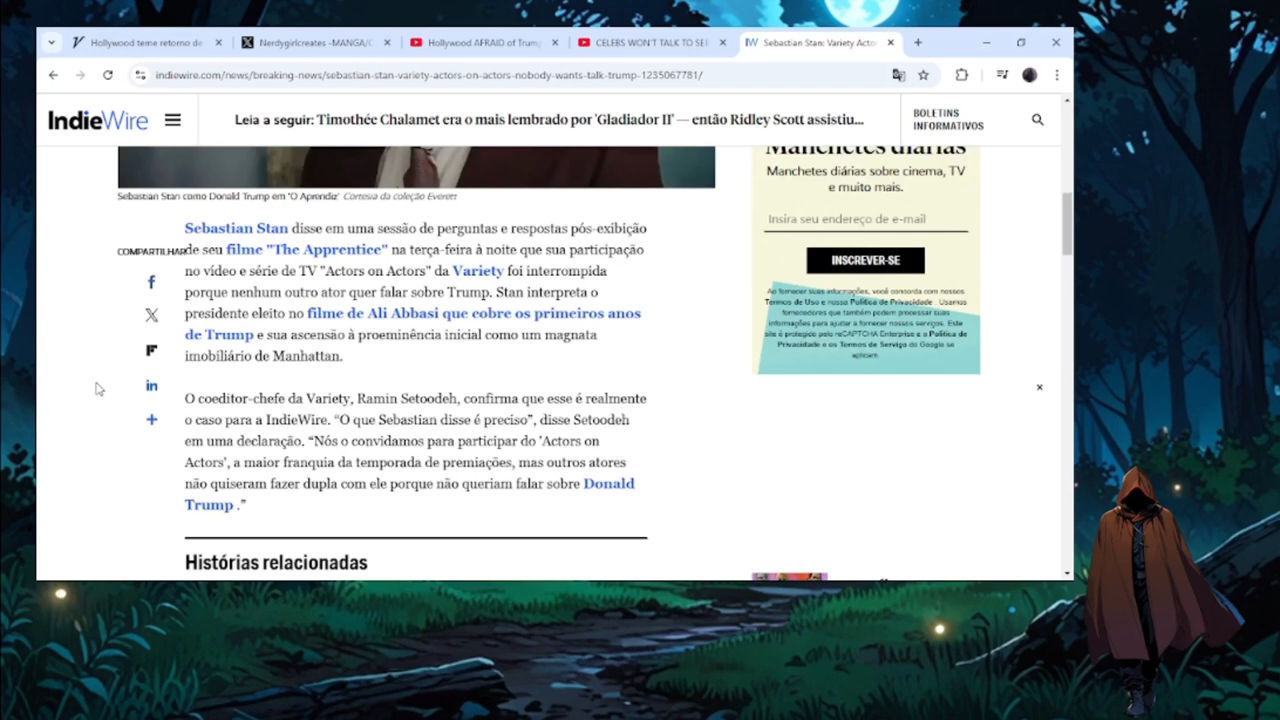 Hollywood teme retorno de
Nerdygirlcreates -MANGA/C
Hollywood AFRAID of Trump
CELEBS WON'T TALK TO SE
Sebastian Stan: Variety Acto
indiewire.com/news/breaking-news/sebastian-stan-variety-actors-on-actors-nobody-wants-talk-trump-1235067781/
IndieWire
Leia a seguir: Timothée Chalamet era o mais lembrado por 'Gladiador II' — então Ridley Scott assistiu...
BOLETINS
INFORMATIVOS
Sebastian Stan como Donald Trump em 'O Aprendiz' Cortesia da coleção Everett
COMPARTILHAR
Sebastian Stan disse em uma sessão de perguntas e respostas pós-exibição
de seu filme "The Apprentice" na terça-feira à noite que sua participação
no vídeo e série de TV "Actors on Actors" da Variety foi interrompida
porque nenhum outro ator quer falar sobre Trump. Stan interpreta o
presidente eleito no filme de Ali Abbasi que cobre os primeiros anos
de Trump e sua ascensão à proeminência inicial como um magnata
imobiliário de Manhattan.
O coeditor-chefe da Variety, Ramin Setoodeh, confirma que esse é realmente
o caso para a IndieWire. “O que Sebastian disse é preciso”, disse Setoodeh
em uma declaração. “Nós o convidamos para participar do 'Actors on
Actors', a maior franquia da temporada de premiações, mas outros atores
não quiseram fazer dupla com ele porque não queriam falar sobre Donald
Trump .”
Histórias relacionadas
Manchetes diárias
Manchetes diárias sobre cinema, TV
e muito mais.
Insira seu endereço de e-mail
INSCREVER-SE
Ao fornecer suas informações, você concorda com nossos
Termos de Uso e nossa Política de Privacidade . Usamos
fornecedores que também podem processar suas
informações para ajudar a fornecer nossos serviços. Este
site é protegido pelo reCAPTCHA Enterprise e a Política de
Privacidade e os Termos de Serviço do Google se
aplicam.